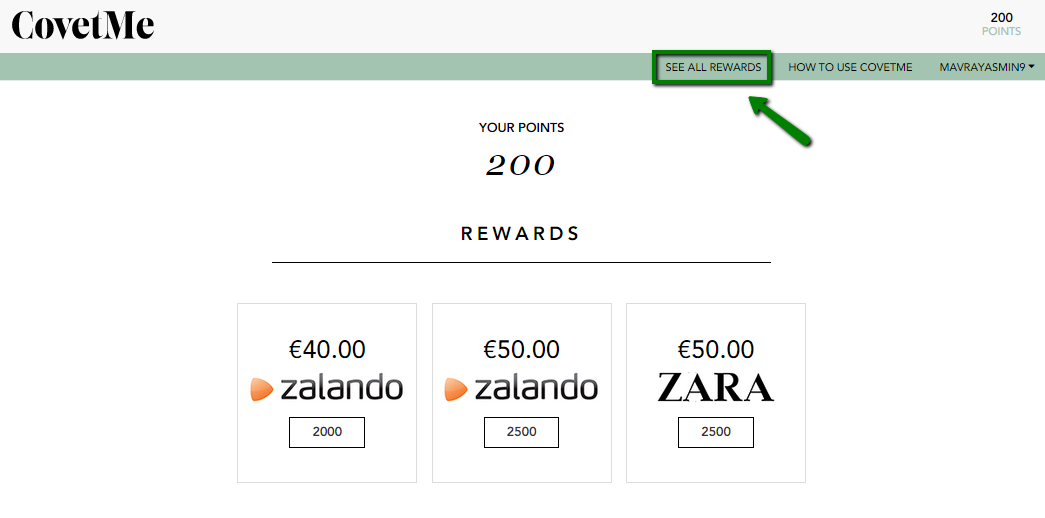 CovetMe
200
POINTS
SEE ALL REWARDS
HOW TO USE COVETME
MAVRAYASMIN9
YOUR POINTS
200
REWARDS
€40.00
zalando
2000
€50.00
zalando
2500
€50.00
ZARA
2500